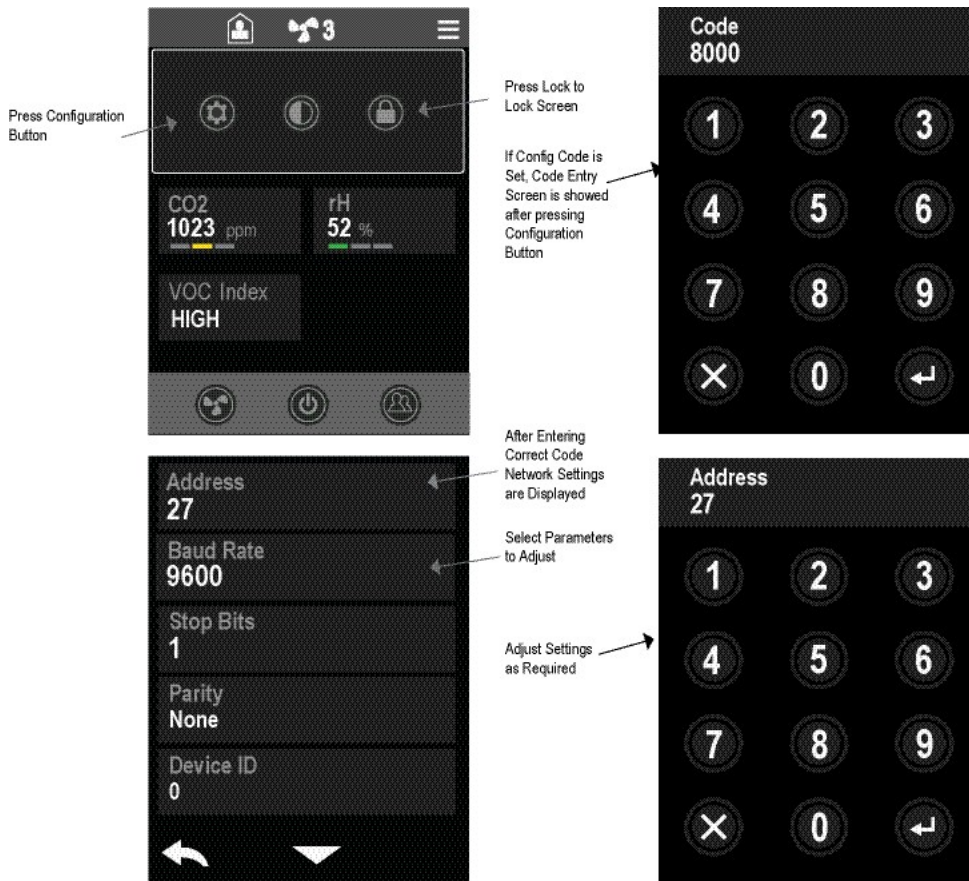 3
Press Configuration
Button
Press Lock to
Lock Screen
CO2
1023 ppm
rH
52 %
VOC Index
HIGH
If Config Code is
Set, Code Entry
Screen is showed
after pressing
Configuration
Button
Code
8000
1 2 3
4 5 6
7 8 9
0
Address
27
Baud Rate
9600
Stop Bits
1
Parity
None
Device ID
0
After Entering
Correct Code
Network Settings
are Displayed
Select Parameters
to Adjust
Adjust Settings
as Required
Address
27
1 2 3
4 5 6
7 8 9
0